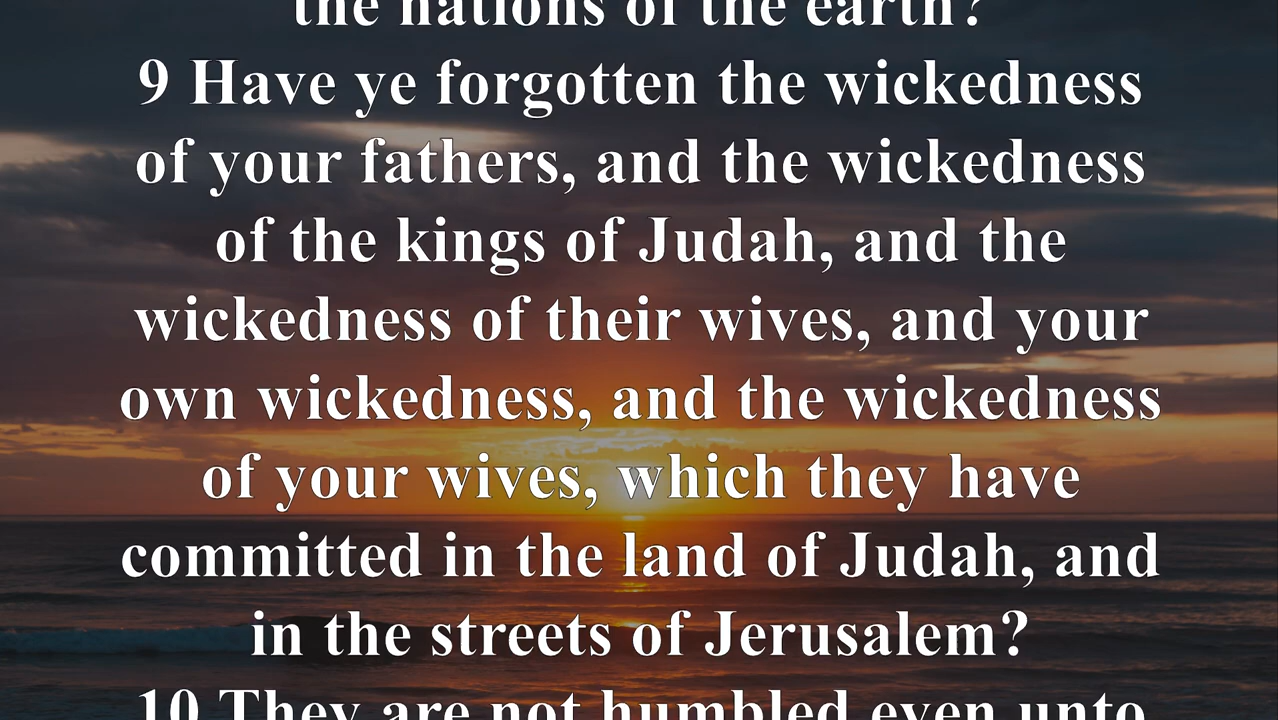 the nations of the earth?
9 Have ye forgotten the wickedness
of your fathers, and the wickedness
of the kings of Judah, and the
wickedness of their wives, and your
own wickedness, and the wickedness
of your wives, which they have
committed in the land of Judah, and
in the streets of Jerusalem?
10 They are not humbled even unto